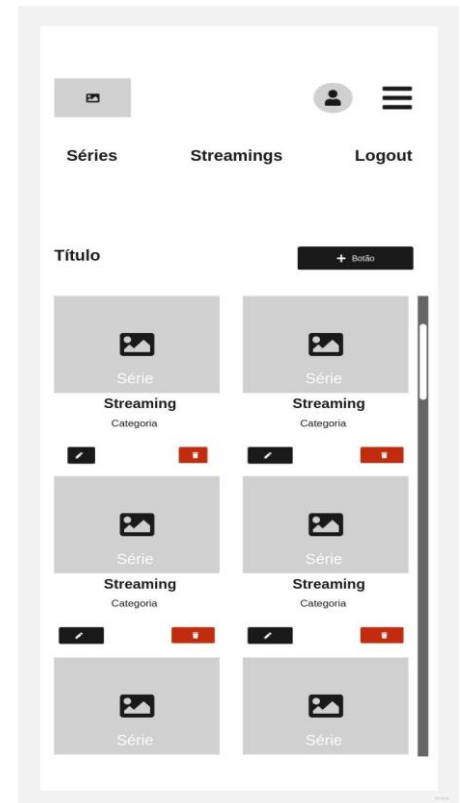 Séries Streamings Logout
Título
Botão
Série Série
Streaming Streaming
Categoria Categoria
Série Série
Streaming Streaming
Categoria Categoria
Série Série